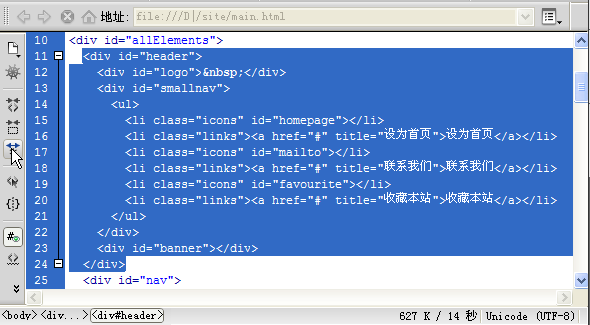 地址: file:///D|/site/main.html
10 <div id="allElements">
11 <div id="header">
12 <div id="logo">&nbsp;</div>
13 <div id="smallnav">
14 <ul>
15 <li class="icons" id="homepage"></li>
16 <li class="links"><a href="#" title="设为首页">设为首页</a></li>
17 <li class="icons" id="mailto"></li>
18 <li class="links"><a href="#" title="联系我们">联系我们</a></li>
19 <li class="icons" id="favourite"></li>
20 <li class="links"><a href="#" title="收藏本站">收藏本站</a></li>
21 </ul>
22 </div>
23 <div id="banner"></div>
24 </div>
25 <div id="nav">
<body> <div...> <div#header> 627 K / 14 秒 Unicode (UTF-8)